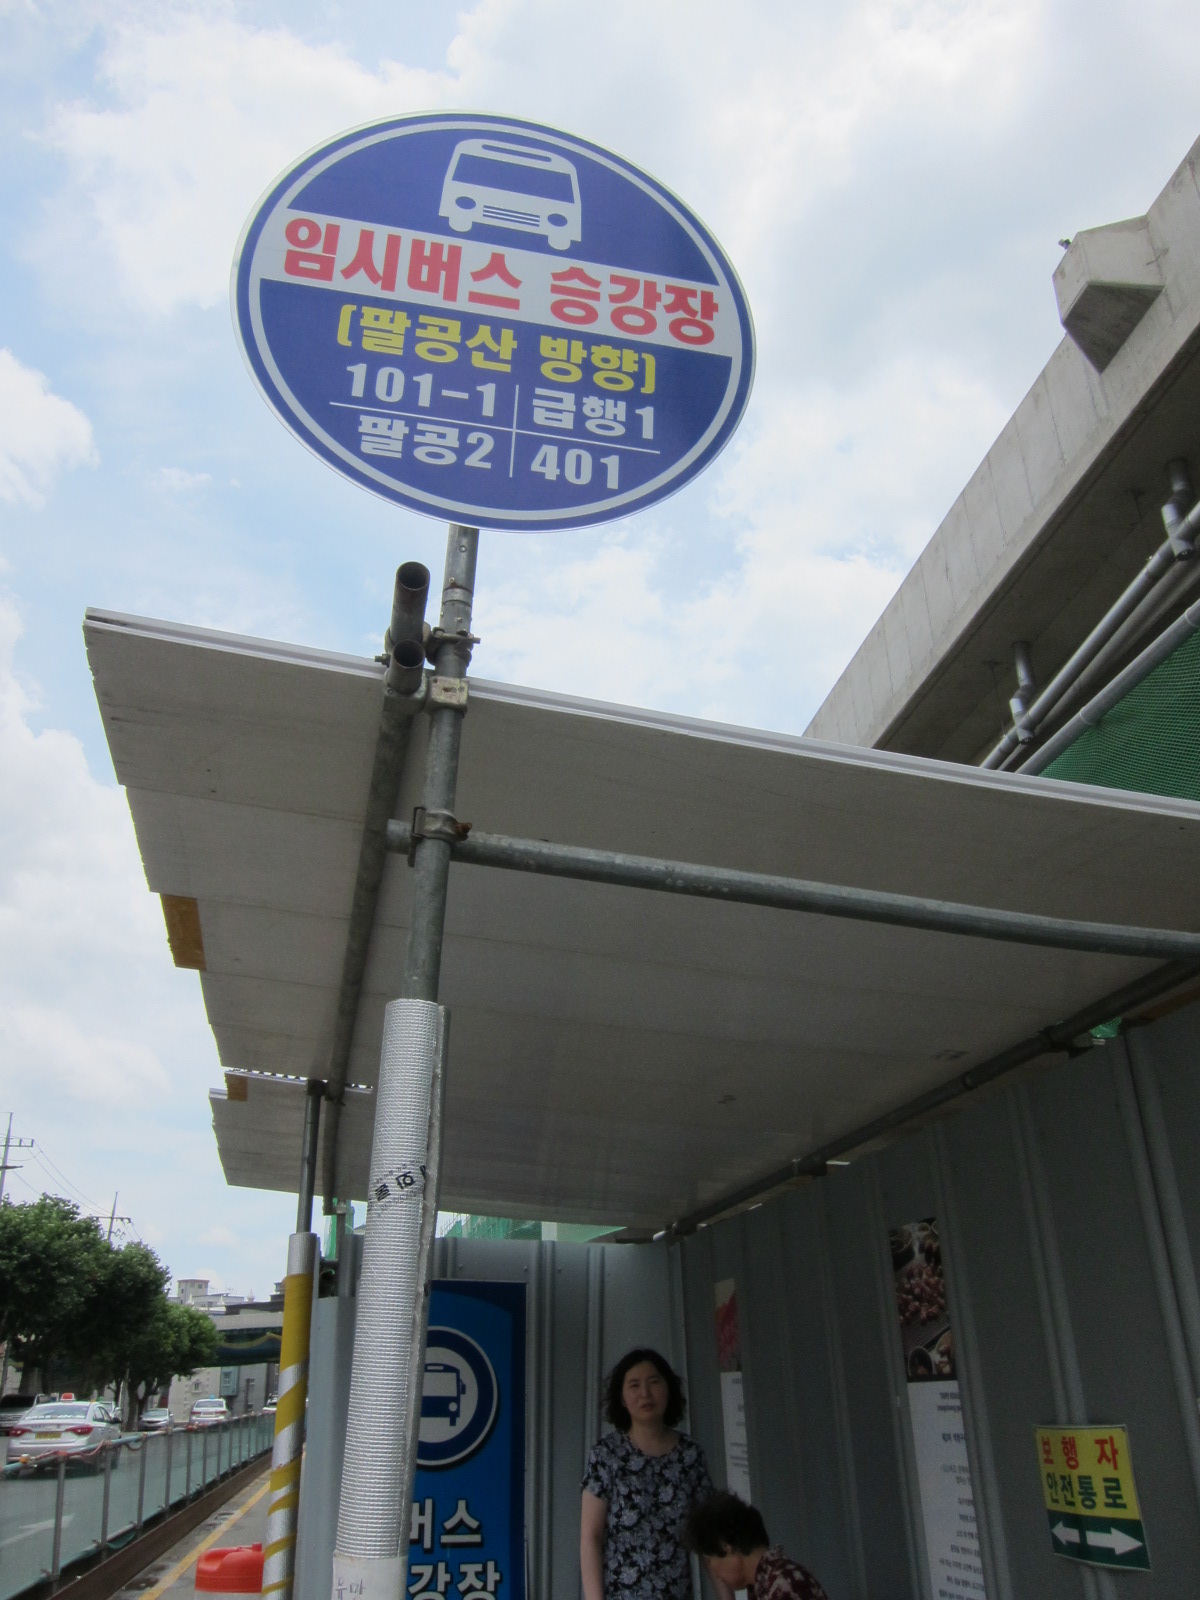 임시버스 승강장
(팔공산 방향)
101-1 급행1
팔공2 401
버스
강장
보행자
안전통로